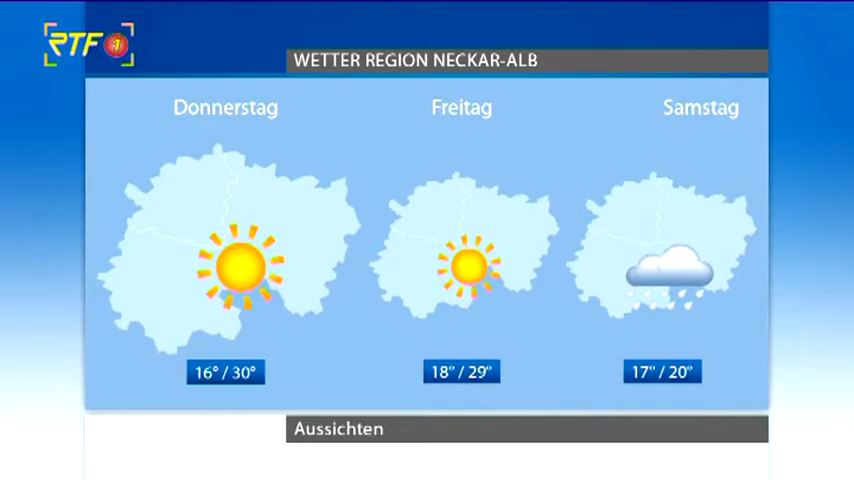 RTF 1
WETTER REGION NECKAR-ALB
Donnerstag
Freitag
Samstag
16° / 30°
18° / 29°
17° / 20°
Aussichten